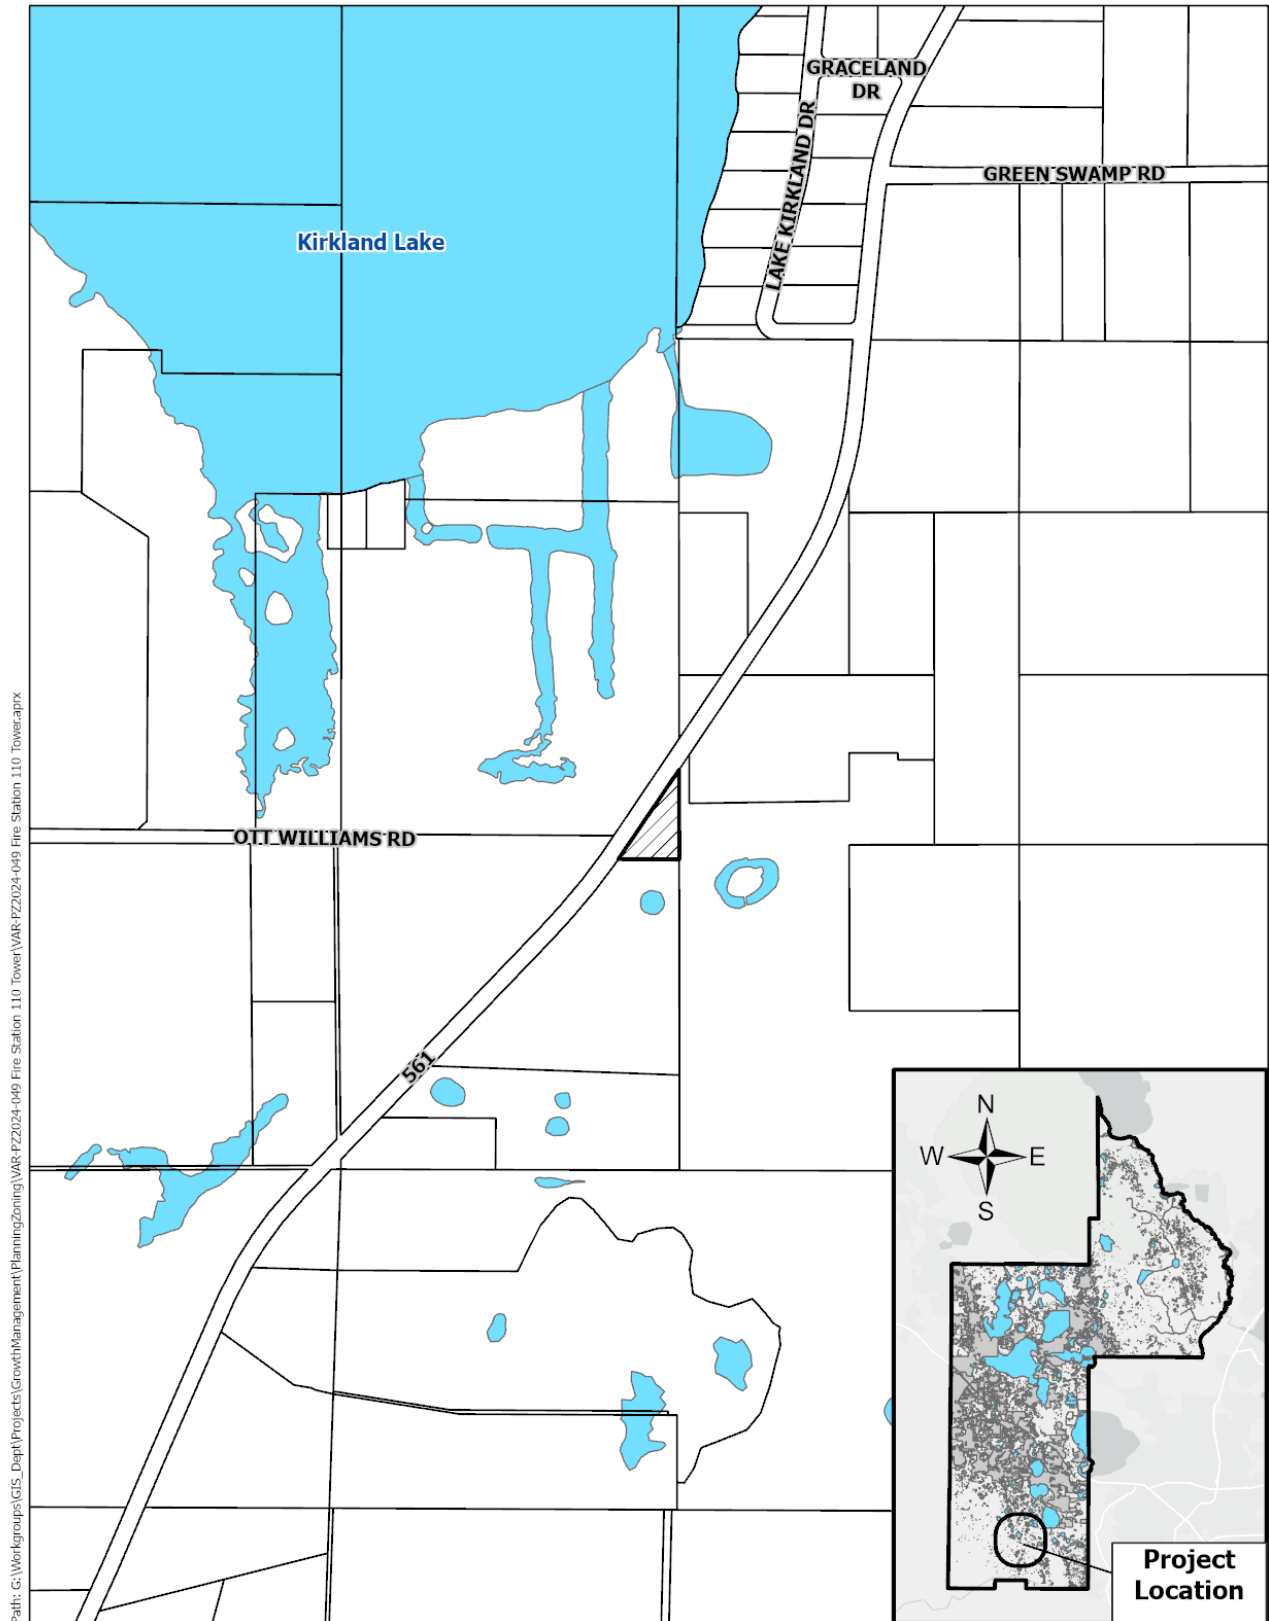 GRACELAND
DR
LAKE KIRKLAND DR
GREEN SWAMP RD
Kirkland Lake
OTT WILLIAMS RD
561
N
W
E
S
Project
Location
Path: G:\Workgroups\GIS_Dept\Projects\GrowthManagement\PlanningZoning\VAR-PZ2024-049 Fire Station 110 Tower\VAR-PZ2024-049 Fire Station 110 Tower.aprx